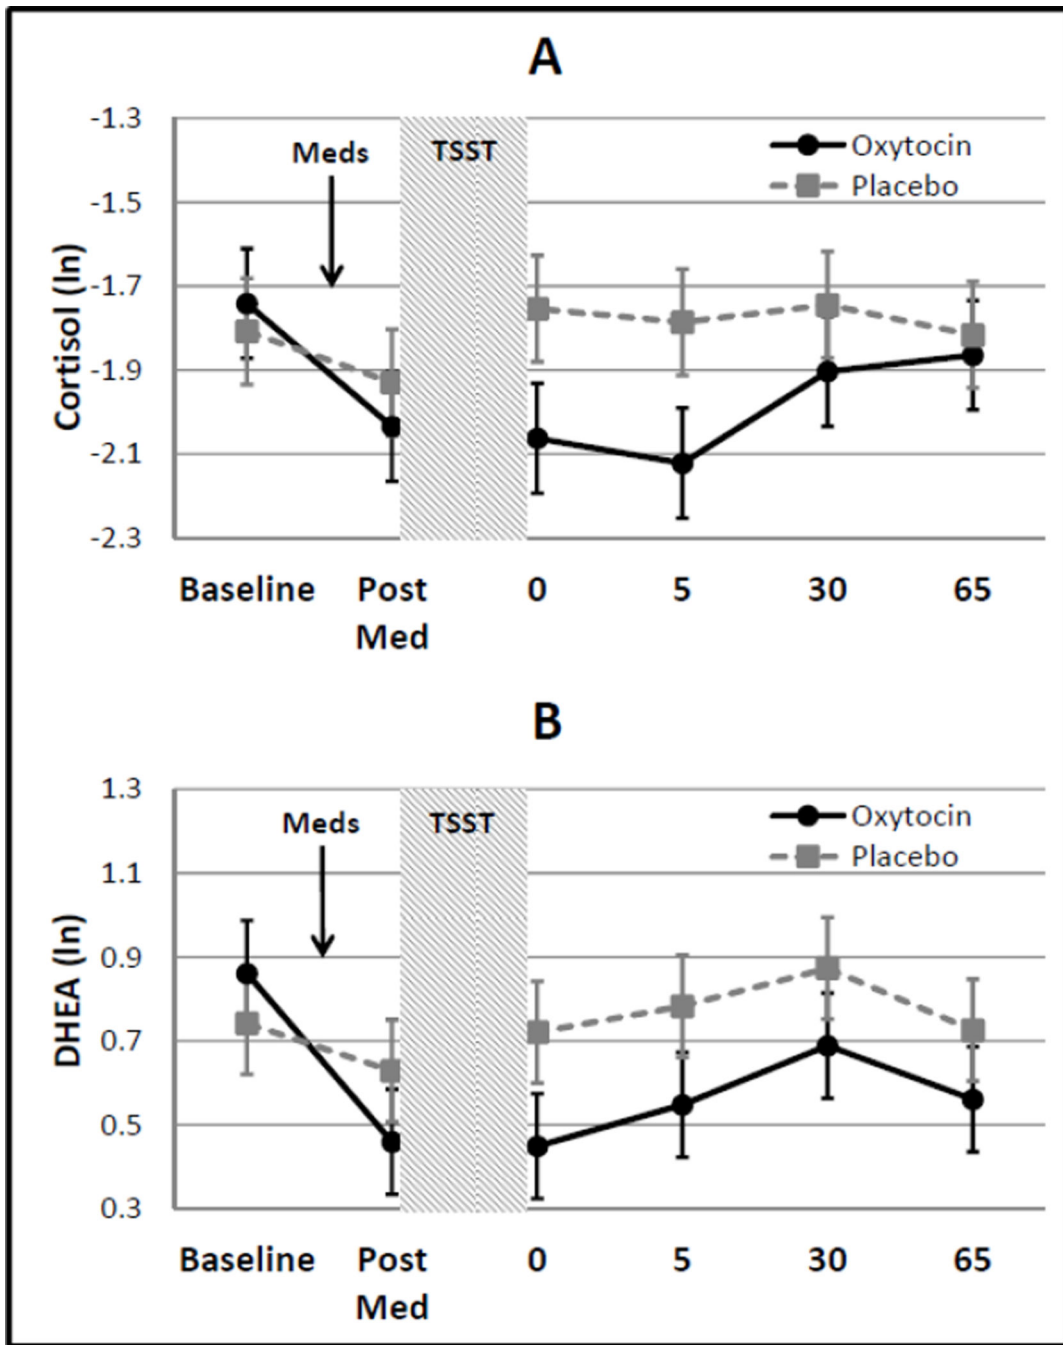 A
-1.3
-1.5
-1.7
-1.9
-2.1
-2.3
Cortisol (ln)
Meds
TSST
Oxytocin
Placebo
Baseline
Post
Med
0
5
30
65
B
1.3
1.1
0.9
0.7
0.5
0.3
DHEA (ln)
Meds
TSST
Oxytocin
Placebo
Baseline
Post
Med
0
5
30
65